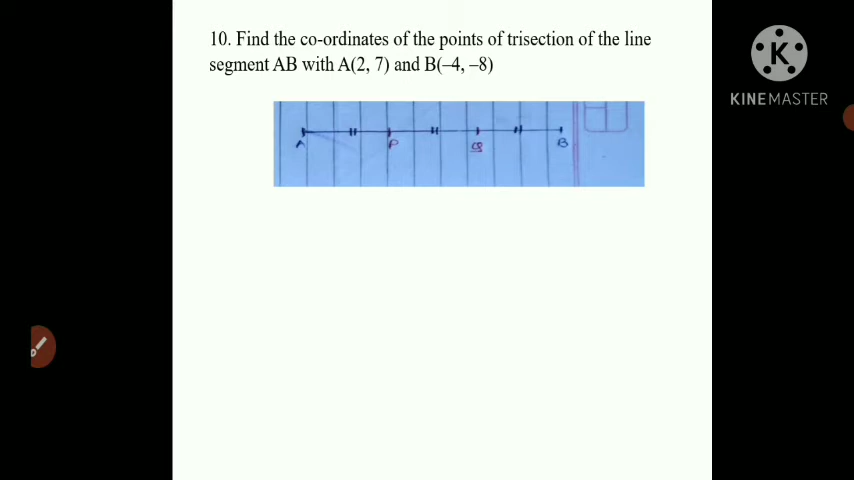 10. Find the co-ordinates of the points of trisection of the line
segment AB with A(2, 7) and B(–4, –8)
A P Q B
K
KINEMASTER